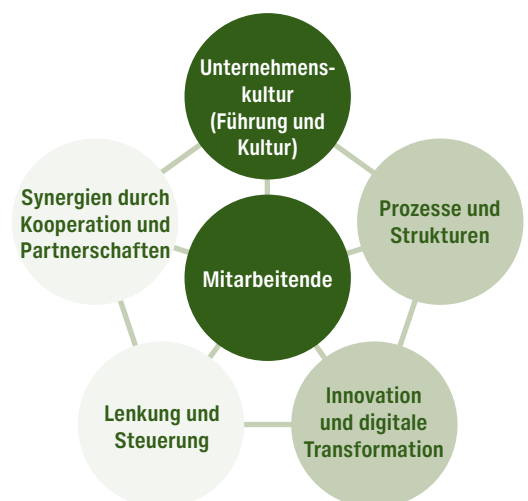 Unternehmens-
kultur
(Führung und
Kultur)
Synergien durch
Kooperation und
Partnerschaften
Prozesse und
Strukturen
Mitarbeitende
Lenkung und
Steuerung
Innovation
und digitale
Transformation